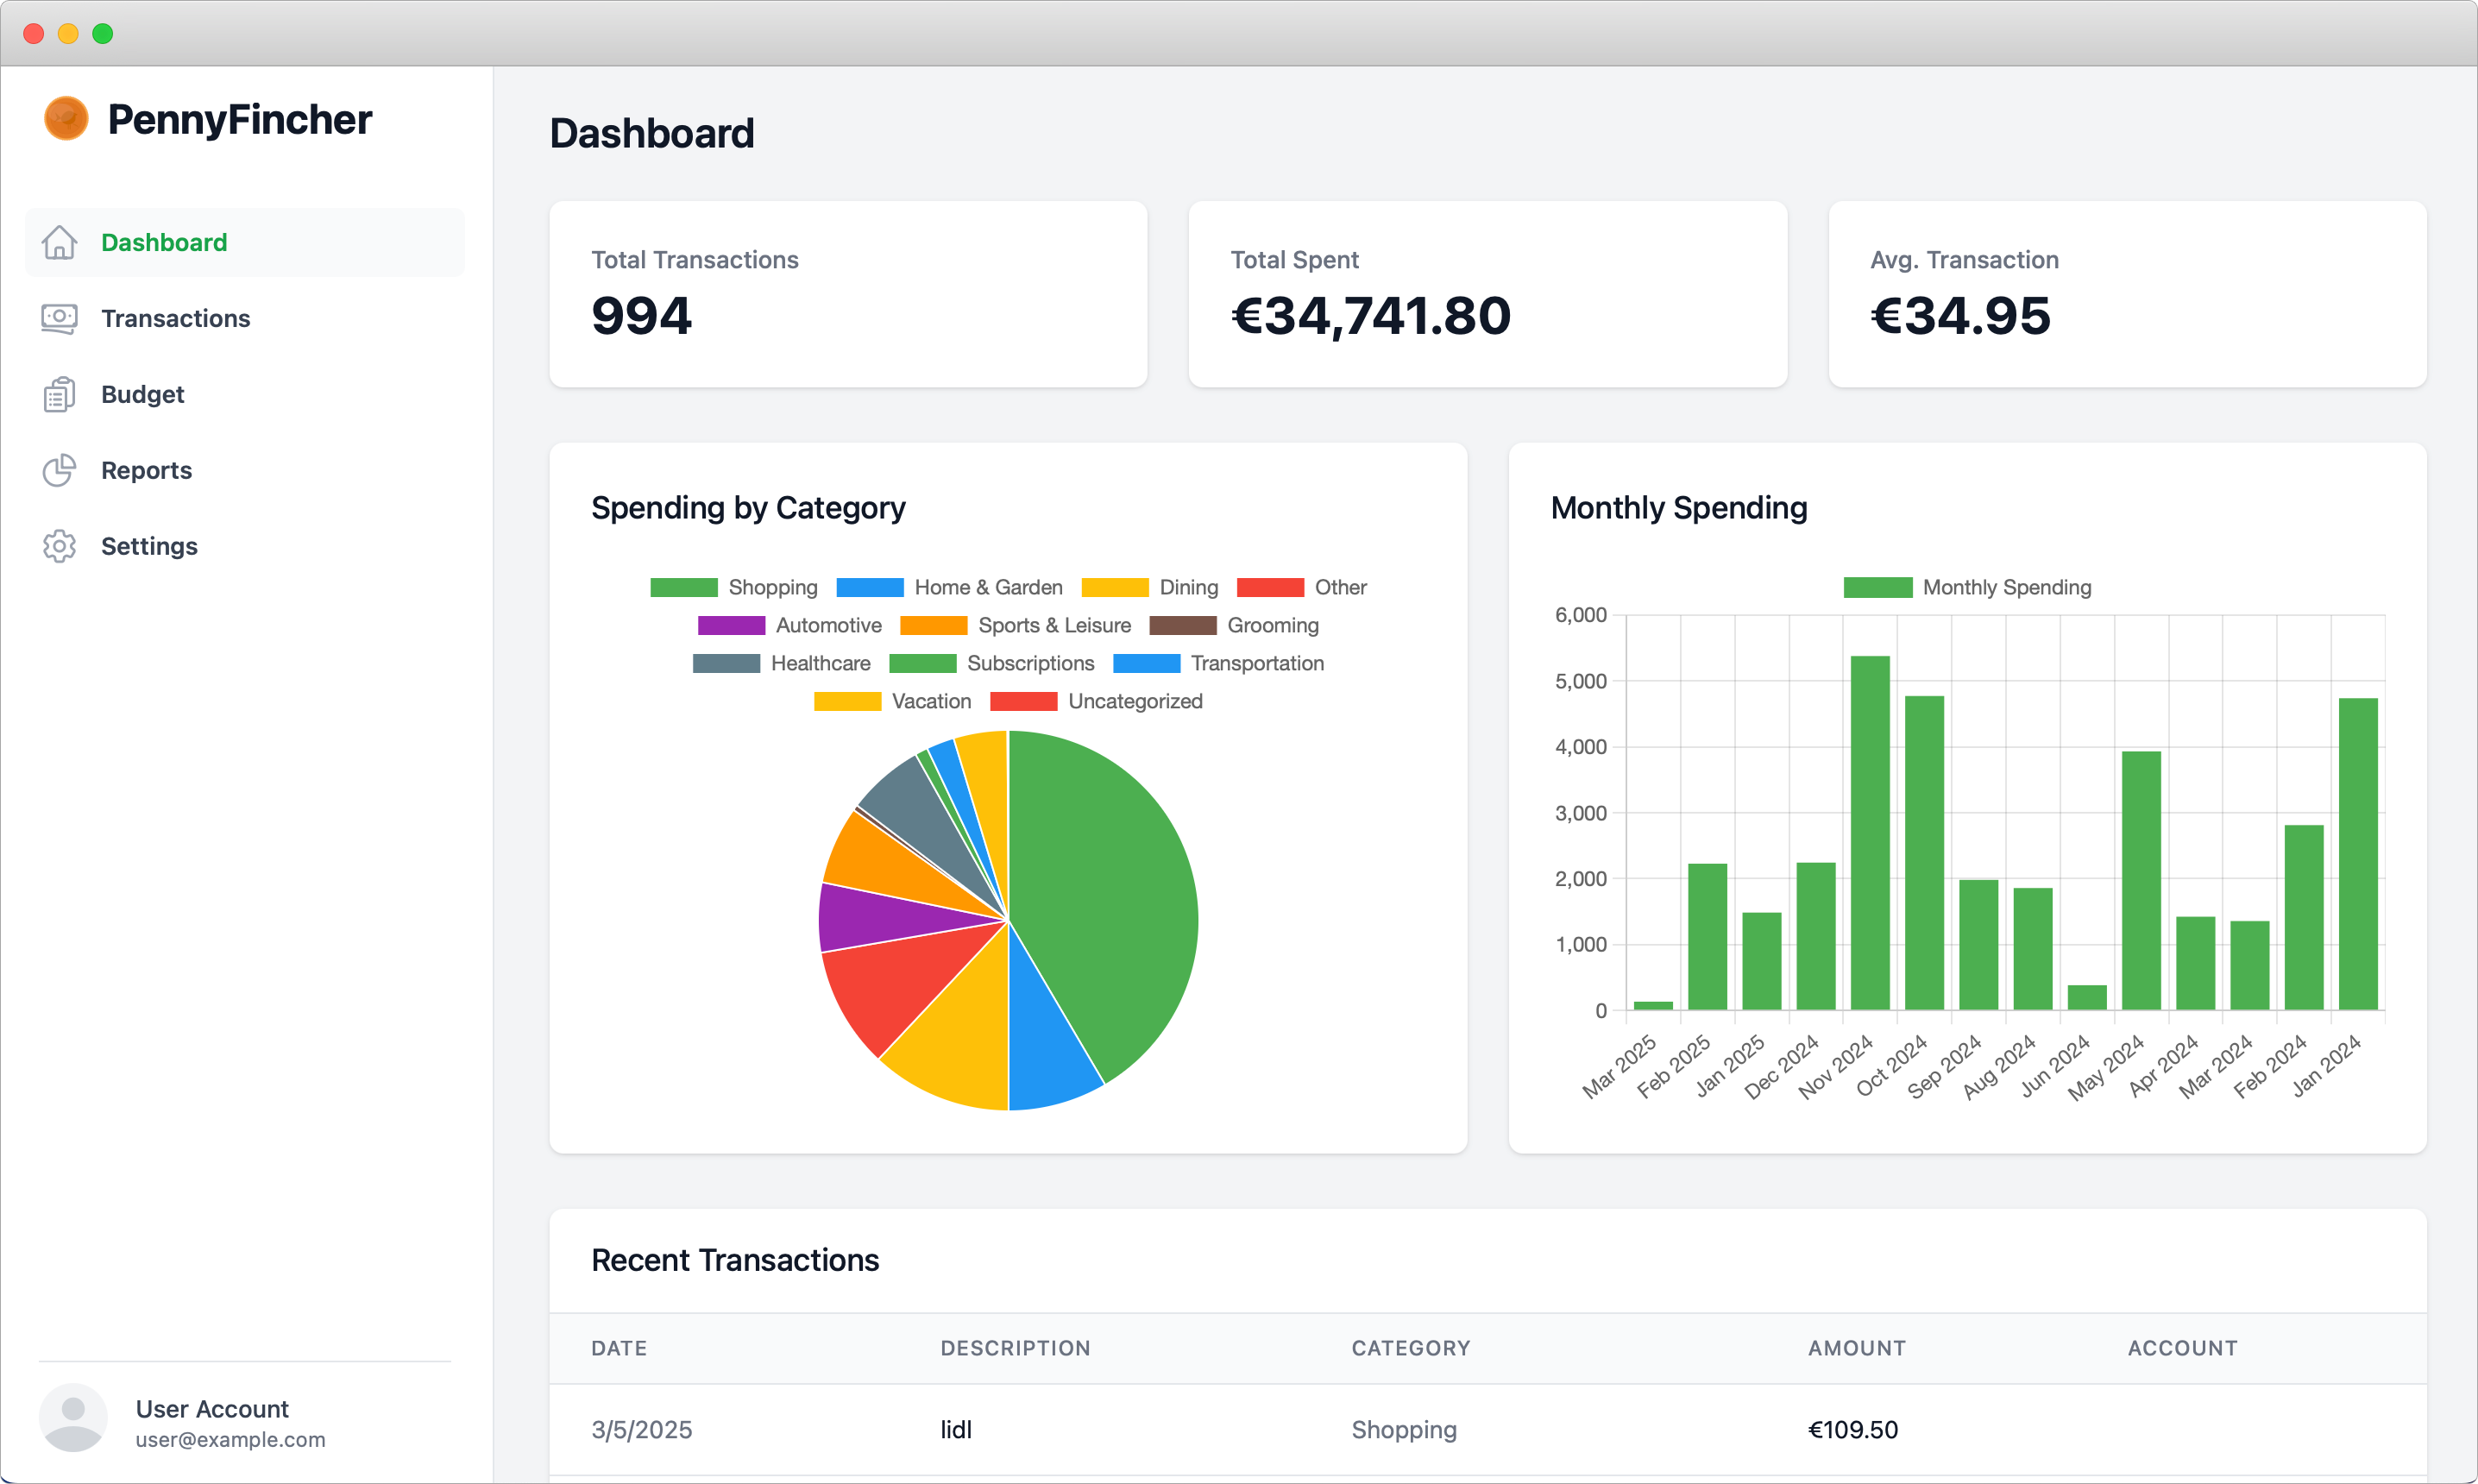 PennyFincher
Dashboard
Transactions
Budget
Reports
Settings
User Account
user@example.com
Dashboard
Total Transactions
994
Total Spent
€34,741.80
Avg. Transaction
€34.95
Spending by Category
Shopping Home & Garden Dining Other
Automotive Sports & Leisure Grooming
Healthcare Subscriptions Transportation
Vacation Uncategorized
Monthly Spending
Monthly Spending
6,000
5,000
4,000
3,000
2,000
1,000
0
Mar 2025 Feb 2025 Jan 2025 Dec 2024 Nov 2024 Oct 2024 Sep 2024 Aug 2024 Jun 2024 May 2024 Apr 2024 Mar 2024 Feb 2024 Jan 2024
Recent Transactions
DATE DESCRIPTION CATEGORY AMOUNT ACCOUNT
3/5/2025 lidl Shopping €109.50